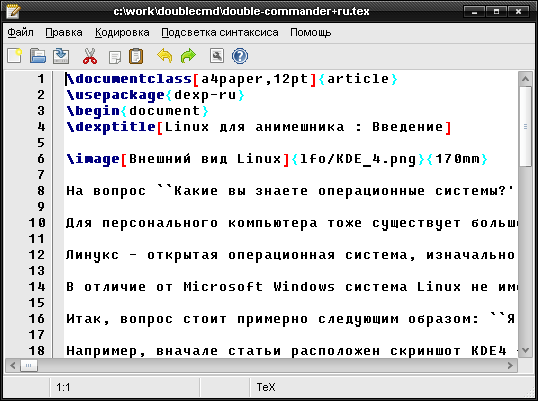 c:\work\doublecmd\double-commander+ru.tex
Файл Правка Кодировка Подсветка синтаксиса Помощь
1 \documentclass[a4paper,12pt]{article}
2 \usepackage{dexp-ru}
3 \begin{document}
4 \dexptitle[Linux для анимешника : Введение]
5
6 \image[Внешний вид Linux]{lfo/KDE_4.png}{170mm}
7
8 На вопрос ``Какие вы знаете операционные системы?'
9
10 Для персонального компьютера тоже существует больш
11
12 Линукс - открытая операционная система, изначально
13
14 В отличие от Microsoft Windows система Linux не им
15
16 Итак, вопрос стоит примерно следующим образом: ``Я
17
18 Например, вначале статьи расположен скриншот KDE4
1:1 TeX